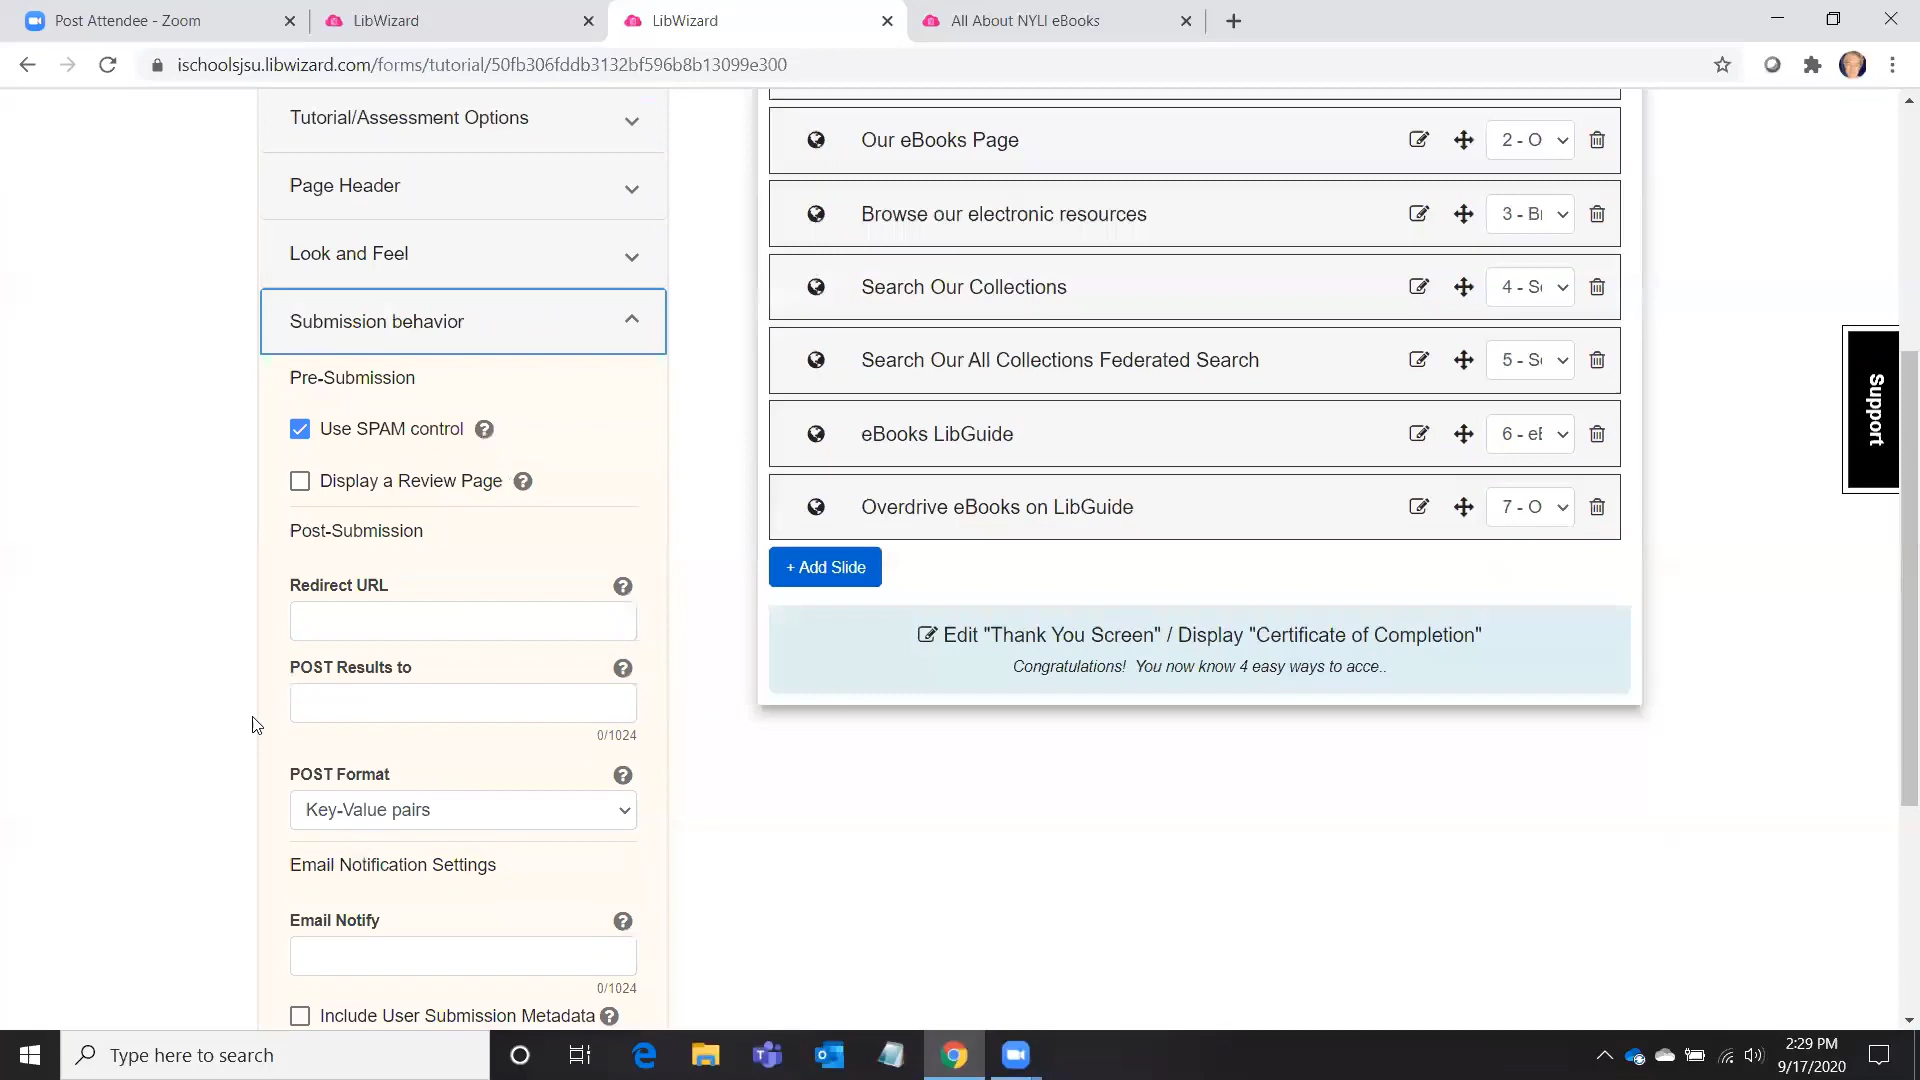 Post Attendee - Zoom
LibWizard
LibWizard
All About NYLI eBooks
ischoolsjsu.libwizard.com/forms/tutorial/50fb306fddb3132bf596b8b13099e300
Tutorial/Assessment Options
Page Header
Look and Feel
Submission behavior
Pre-Submission
Use SPAM control
Display a Review Page
Post-Submission
Redirect URL
POST Results to
0/1024
POST Format
Key-Value pairs
Email Notification Settings
Email Notify
0/1024
Include User Submission Metadata
Our eBooks Page
2 - O
Browse our electronic resources
3 - Br
Search Our Collections
4 - Se
Search Our All Collections Federated Search
5 - Se
eBooks LibGuide
6 - eB
Overdrive eBooks on LibGuide
7 - O
+ Add Slide
Edit "Thank You Screen" / Display "Certificate of Completion"
Congratulations! You now know 4 easy ways to acce..
Support
Type here to search
2:29 PM
9/17/2020